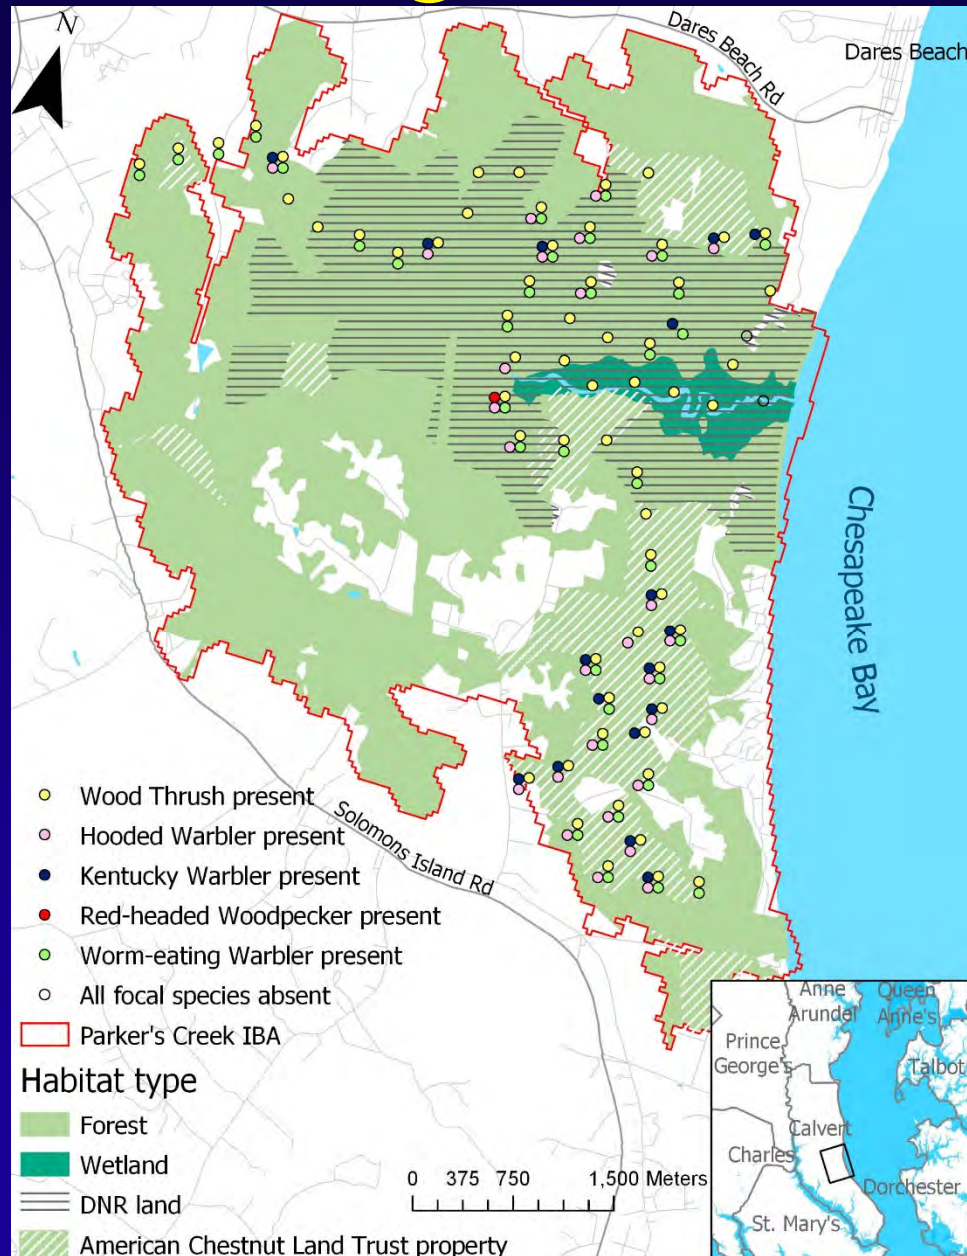 N
Dares Beach Rd
Dares Beach
Chesapeake Bay
Wood Thrush present
Hooded Warbler present
Kentucky Warbler present
Red-headed Woodpecker present
Worm-eating Warbler present
All focal species absent
Parker's Creek IBA
Solomons Island Rd
Habitat type
Forest
Wetland
DNR land
American Chestnut Land Trust property
0 375 750 1,500 Meters
Anne
Arundel
Queen
Anne's
Prince
George's
Talbot
Calvert
Charles
Dorchester
St. Mary's